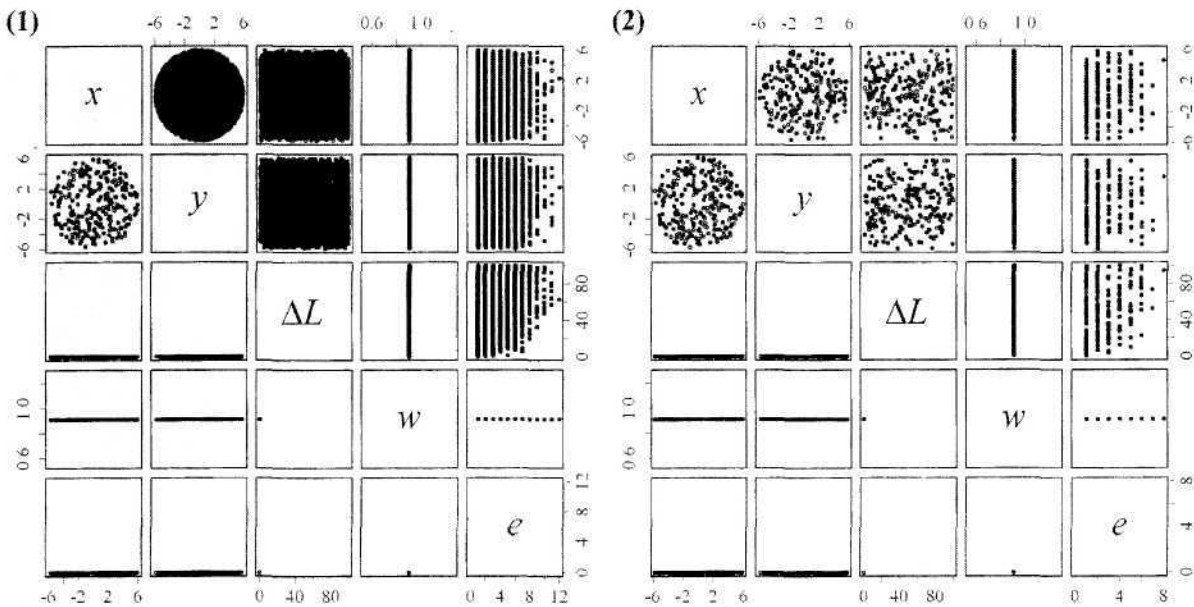 (1) -6 -2 2 6 0 6 1 0 (2) -6 -2 2 6 0 6 1 0
x 6 2 -2 -6 x 6 2 -2 -6
6 2 -2 -6 y 6 2 -2 -6 y
ΔL 80 40 0 ΔL 80 40 0
1 0 0 6 w 1 0 0 6 w
e 12 8 4 0 e 8 4 0
-6 -2 2 6 0 40 80 0 4 8 12 -6 -2 2 6 0 40 80 0 4 8